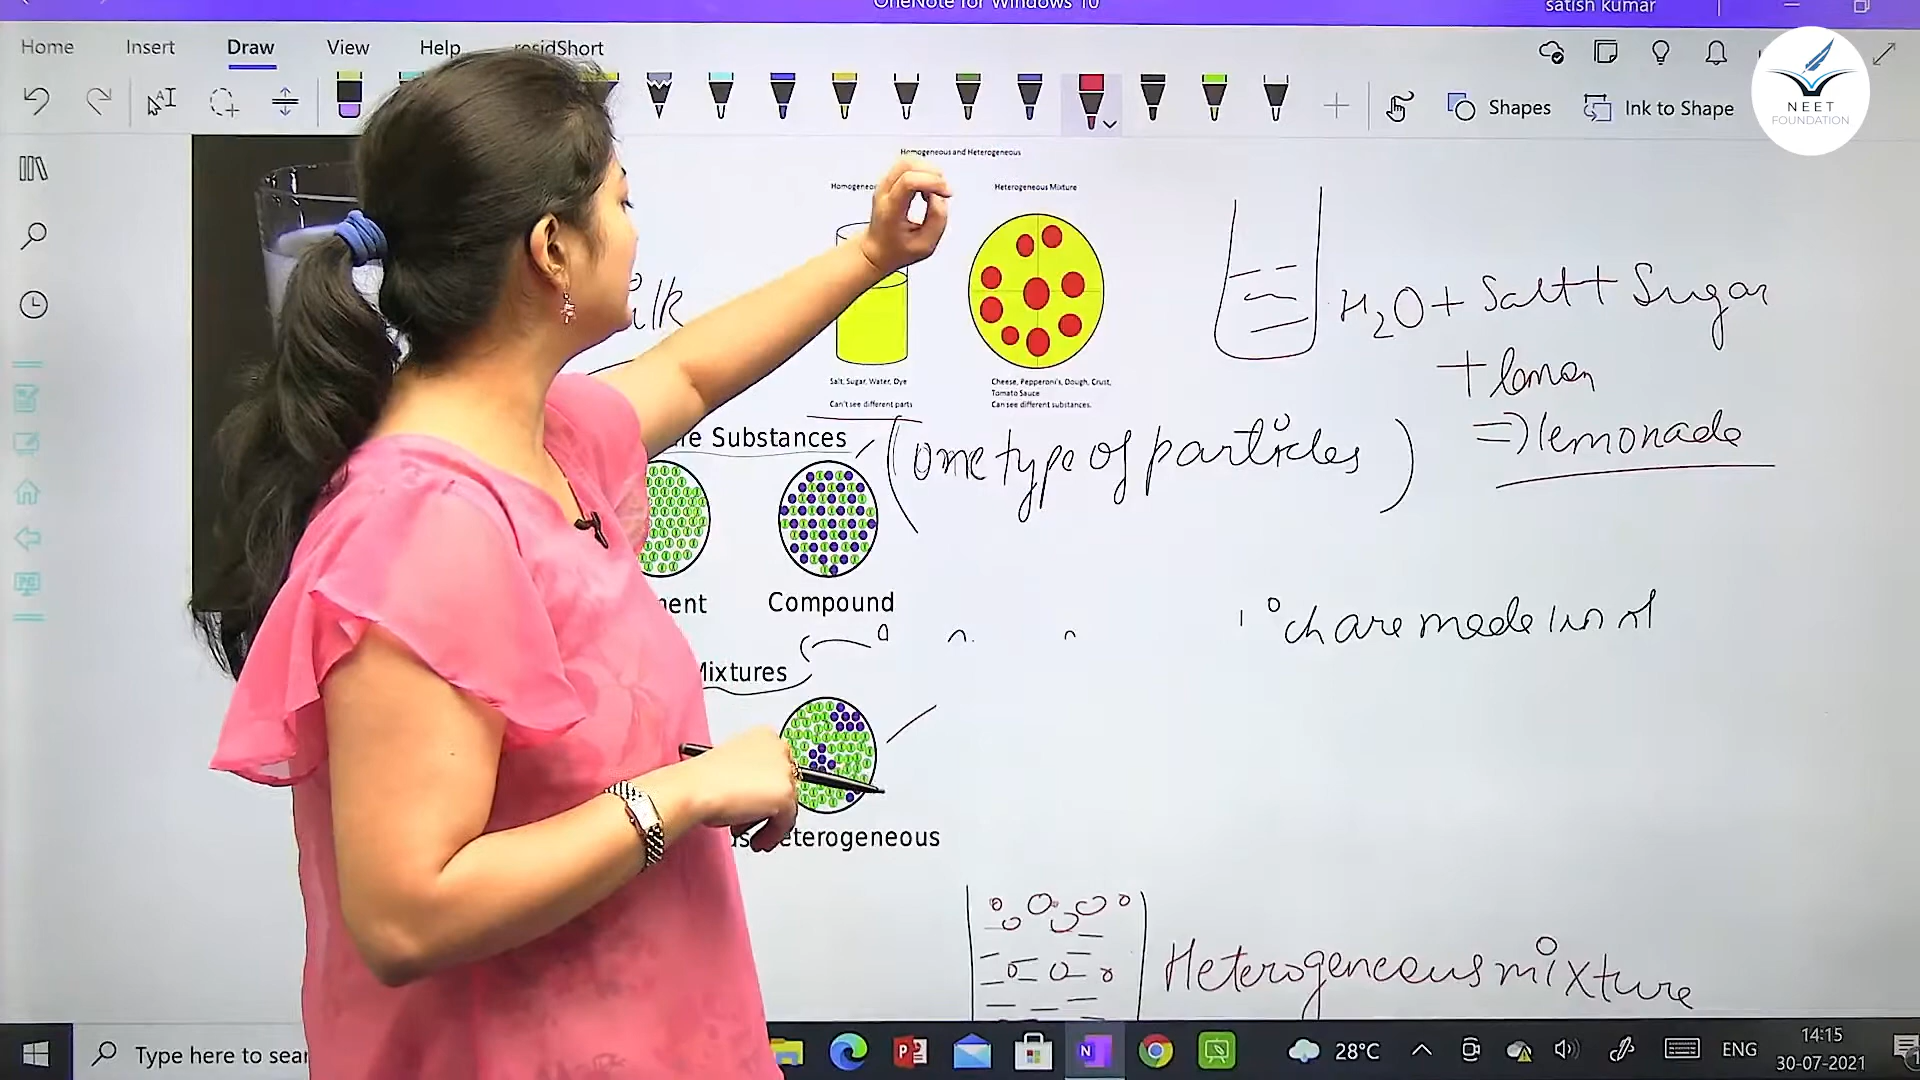 OneNote for Windows 10
satish kumar
Home Insert Draw View Help
Shapes
Ink to Shape
NEET
FOUNDATION
Homogeneous and Heterogeneous
Heterogeneous Mixture
Salt, Sugar, Water, Dye
Can't see different parts
Cheese, Pepperoni's, Dough, Crust,
Tomato Sauce
Can see different substances.
H2O + Salt + Sugar
+ lemon
=> lemonade
Substances
(one type of particles)
Compound
are made
Mixtures
Heterogeneous
Heterogeneous mixture
Type here to sear
28°C
ENG
14:15
30-07-2021